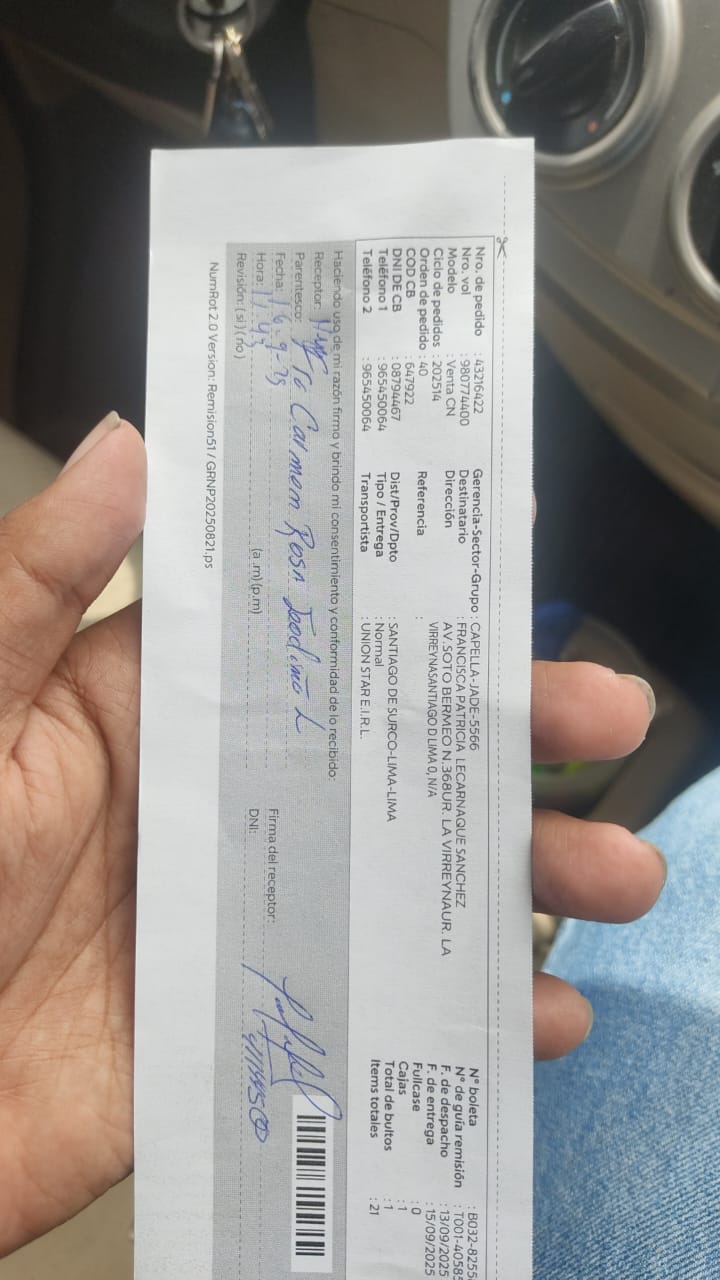 Nro. de pedido : 43216422
Nro. vol : 980774400
Modelo : Venta CN
Ciclo de pedidos : 202514
Orden de pedido : 40
COD CB : 647922
DNI DE CB : 08794467
Teléfono 1 : 965450064
Teléfono 2 : 965450064
Gerencia-Sector-Grupo : CAPELLA-JADE-5566
Destinatario : FRANCISCA PATRICIA LECARNAQUE SANCHEZ
Dirección : AV.SOTO BERMEO N.368UR. LA VIRREYNAUR. LA
VIRREYNASANTIAGO D LIMA 0,N/A
Referencia :
Dist/Prov/Dpto : SANTIAGO DE SURCO-LIMA-LIMA
Tipo / Entrega : Normal
Transportista : UNION STAR E.I.R.L.
N° boleta : B032-8255
N° de guía remisión : T001-4058
F. de despacho : 13/09/2025
F. de entrega : 15/09/2025
Fullcase : 0
Cajas : 1
Total de bultos : 1
Items totales : 21
Haciendo uso de mi razón firmo y brindo mi consentimiento y conformidad de lo recibido:
Receptor: Carmen Rosa
Parentesco:
Fecha:
Hora: (a .m)(p.m)
Revisión: ( si ) ( no )
Firma del receptor:
DNI:
NumRot 2.0 Version: Remision51 / GRNP20250821.ps